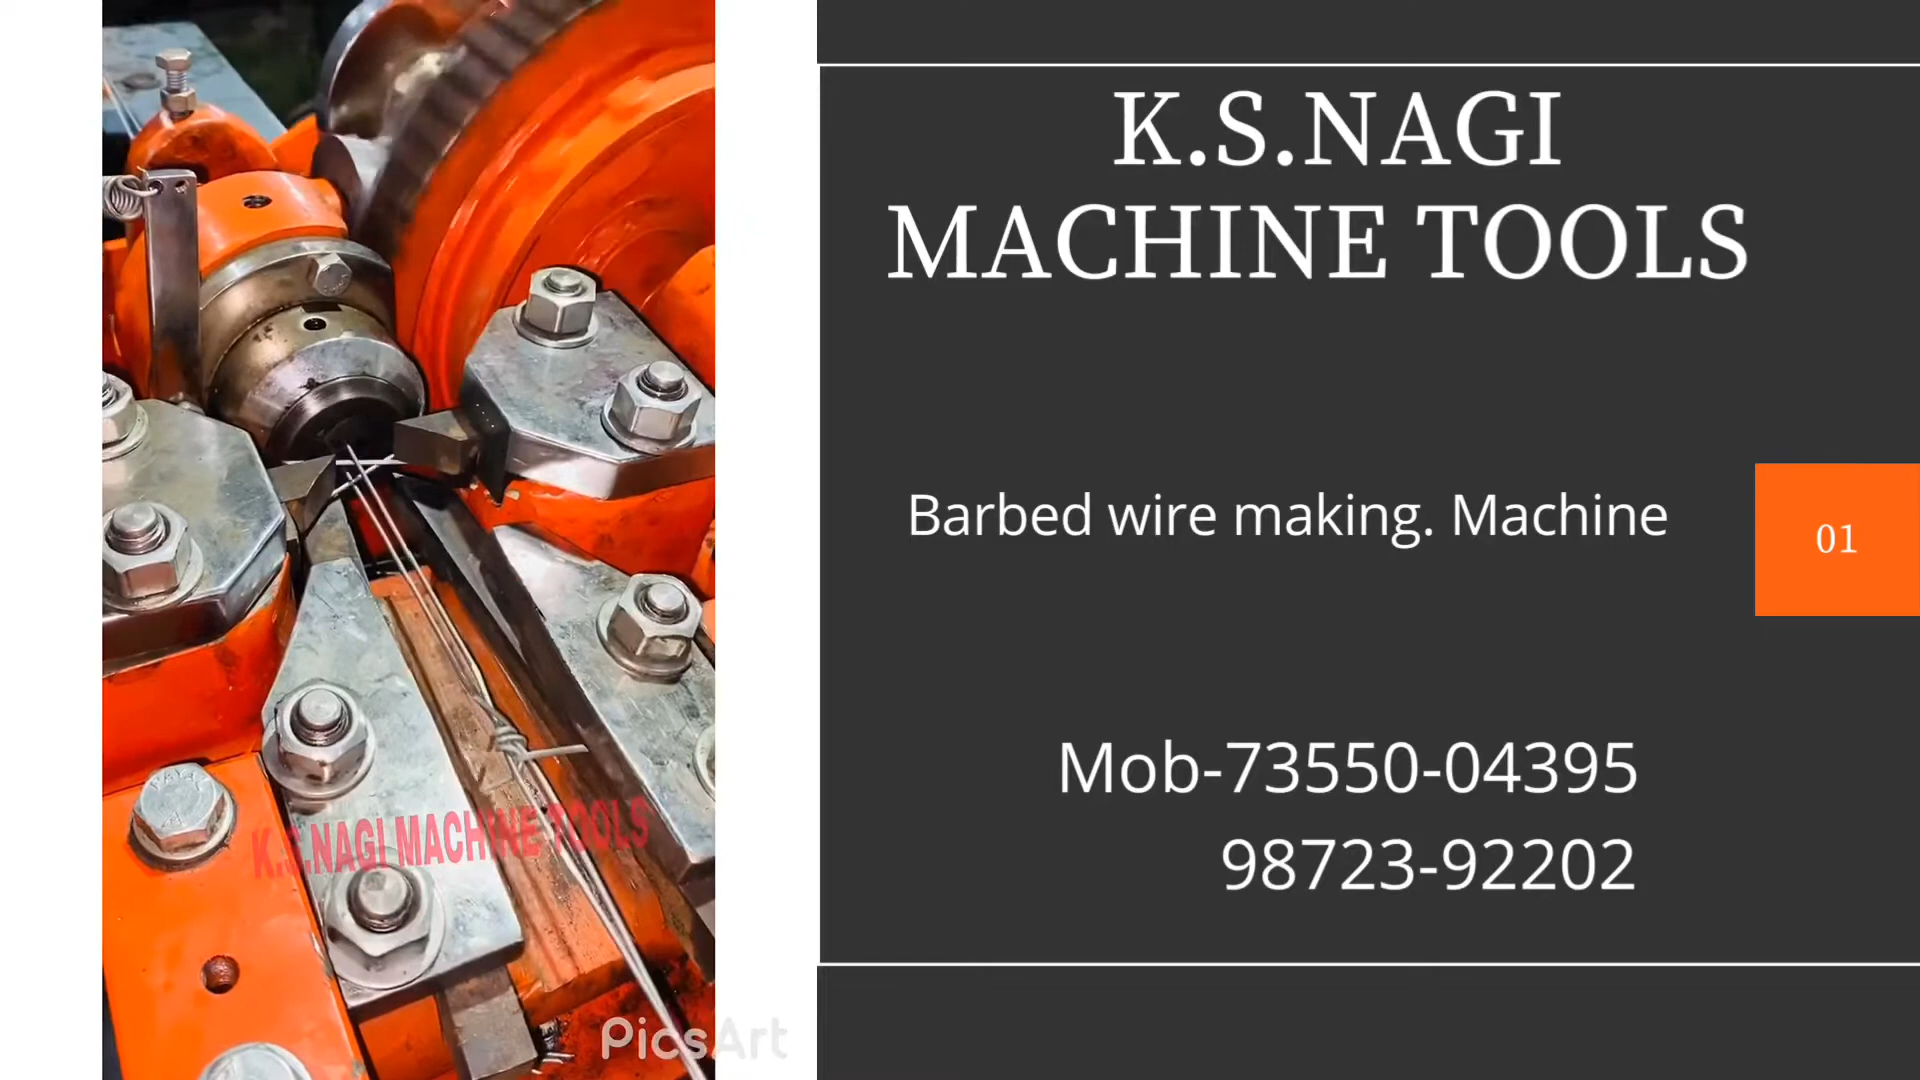 K.S.NAGI
MACHINE TOOLS
Barbed wire making. Machine
01
Mob-73550-04395
98723-92202
K.S.NAGI MACHINE TOOLS
PicsArt